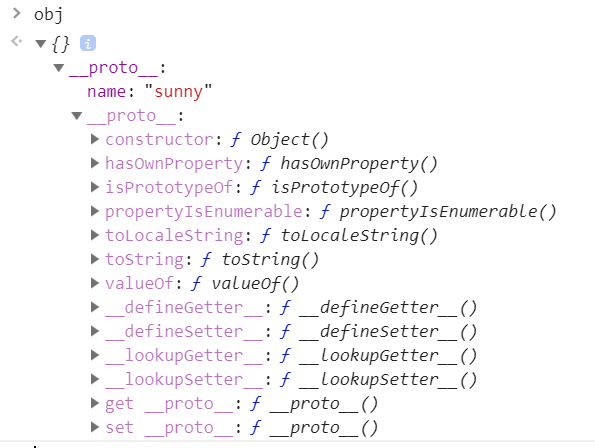 obj
{} i
__proto__:
name: "sunny"
__proto__:
constructor: ƒ Object()
hasOwnProperty: ƒ hasOwnProperty()
isPrototypeOf: ƒ isPrototypeOf()
propertyIsEnumerable: ƒ propertyIsEnumerable()
toLocaleString: ƒ toLocaleString()
toString: ƒ toString()
valueOf: ƒ valueOf()
__defineGetter__: ƒ __defineGetter__()
__defineSetter__: ƒ __defineSetter__()
__lookupGetter__: ƒ __lookupGetter__()
__lookupSetter__: ƒ __lookupSetter__()
get __proto__: ƒ __proto__()
set __proto__: ƒ __proto__()